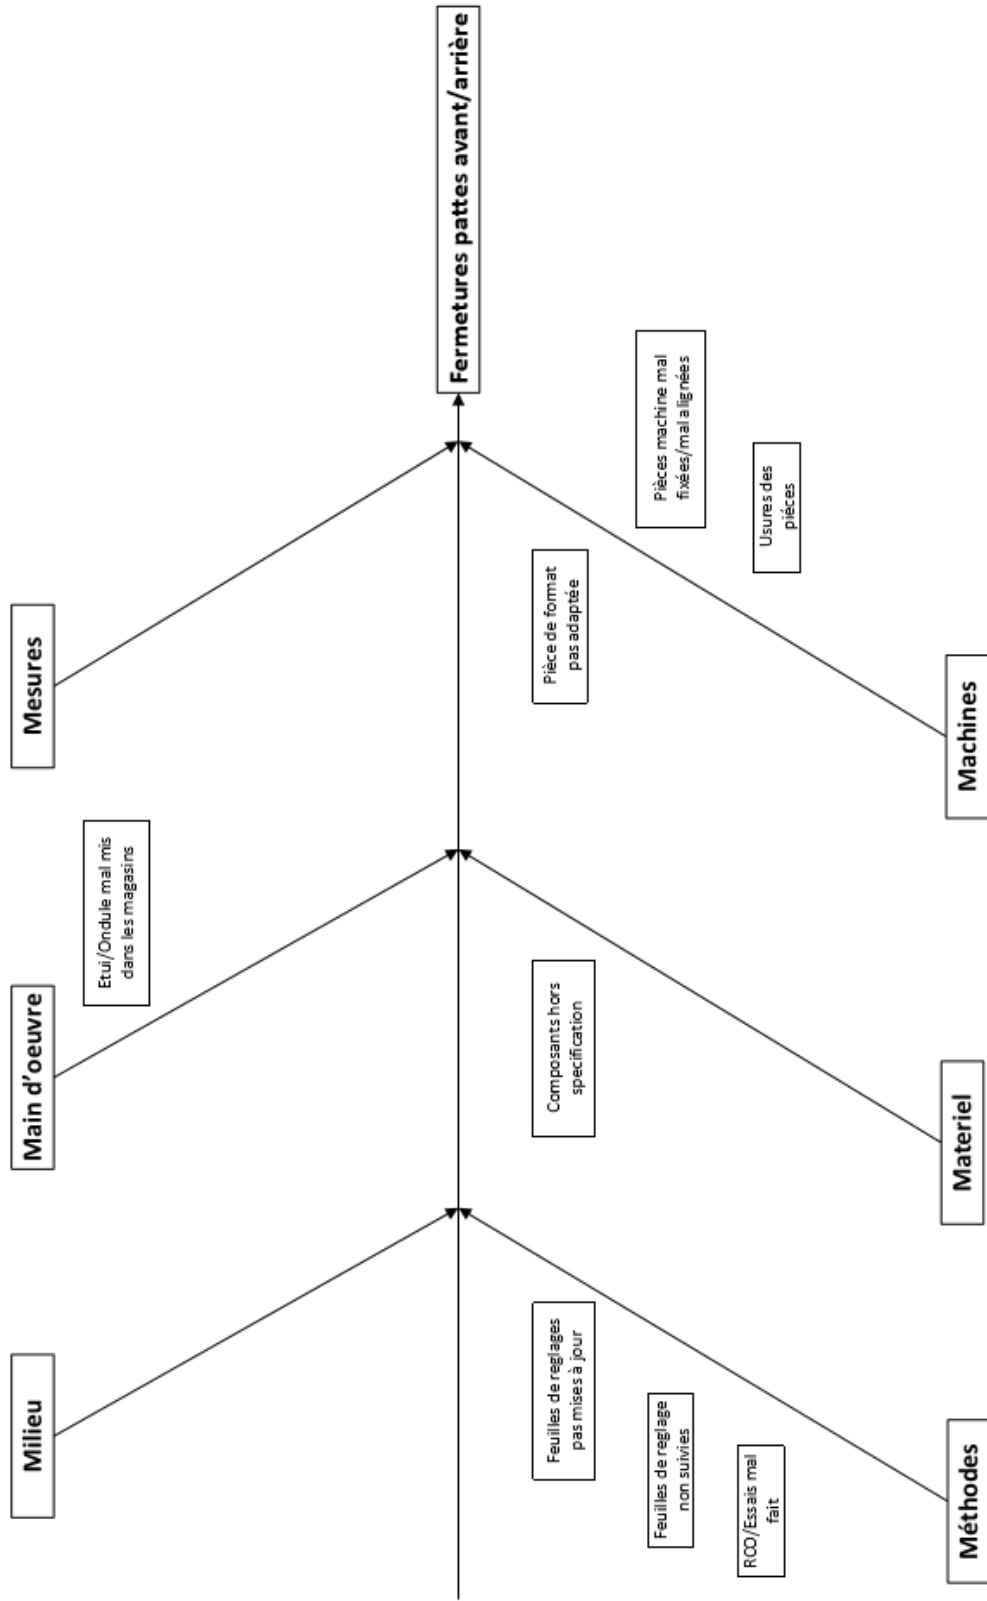 Milieu
Main d'oeuvre
Mesures
Etui/Ondule mal mis
dans les magasins
Fermetures pattes avant/arrière
Feuilles de reglages
pas mises à jour
Feuilles de reglage
non suivies
RCO/Essais mal
fait
Composants hors
specification
Pièce de format
pas adaptée
Pièces machine mal
fixées/mal alignées
Usures des
piéces
Méthodes
Materiel
Machines